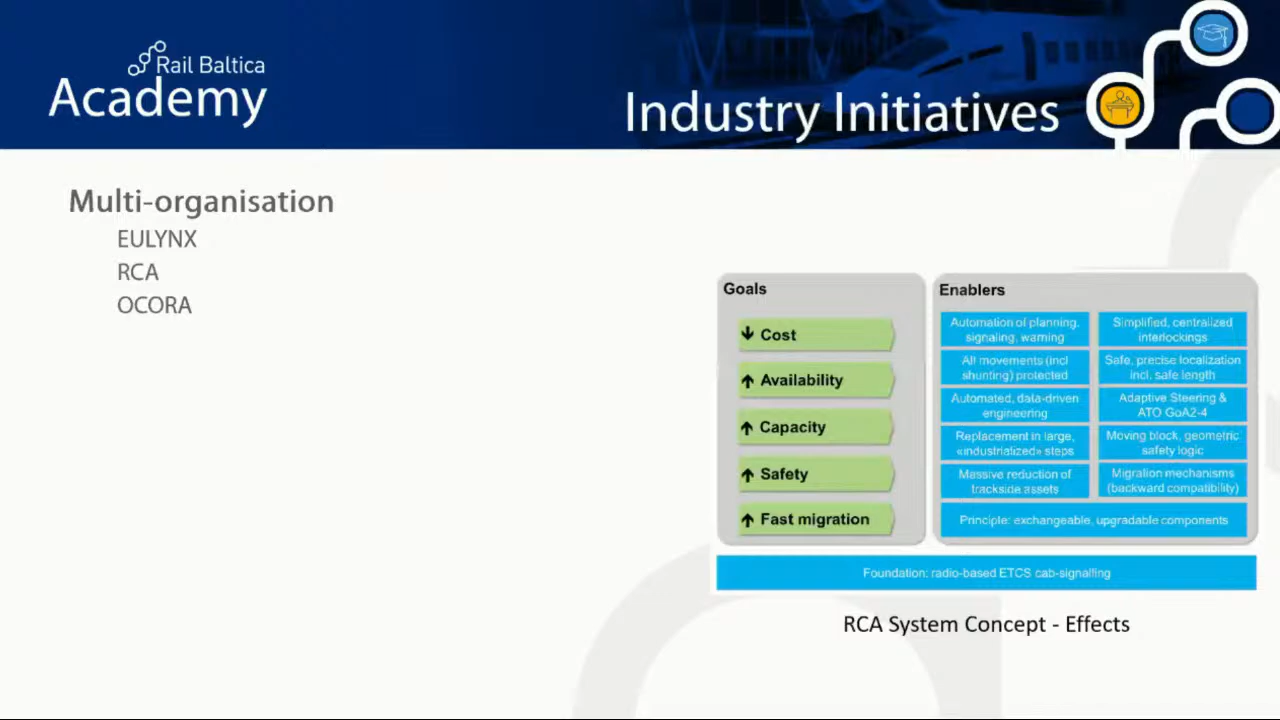 Rail Baltica
Academy
Industry Initiatives
Multi-organisation
EULYNX
RCA
OCORA
Goals
Cost
Availability
Capacity
Safety
Fast migration
Enablers
Automation of planning,
signaling, warning
Simplified, centralized
interlockings
All movements (incl
shunting) protected
Safe, precise localization
incl. safe length
Automated, data-driven
engineering
Adaptive Steering &
ATO GoA2-4
Replacement in large,
«industrialized» steps
Moving block, geometric
safety logic
Massive reduction of
trackside assets
Migration mechanisms
(backward compatibility)
Principle: exchangeable, upgradable components
Foundation: radio-based ETCS cab-signalling
RCA System Concept - Effects